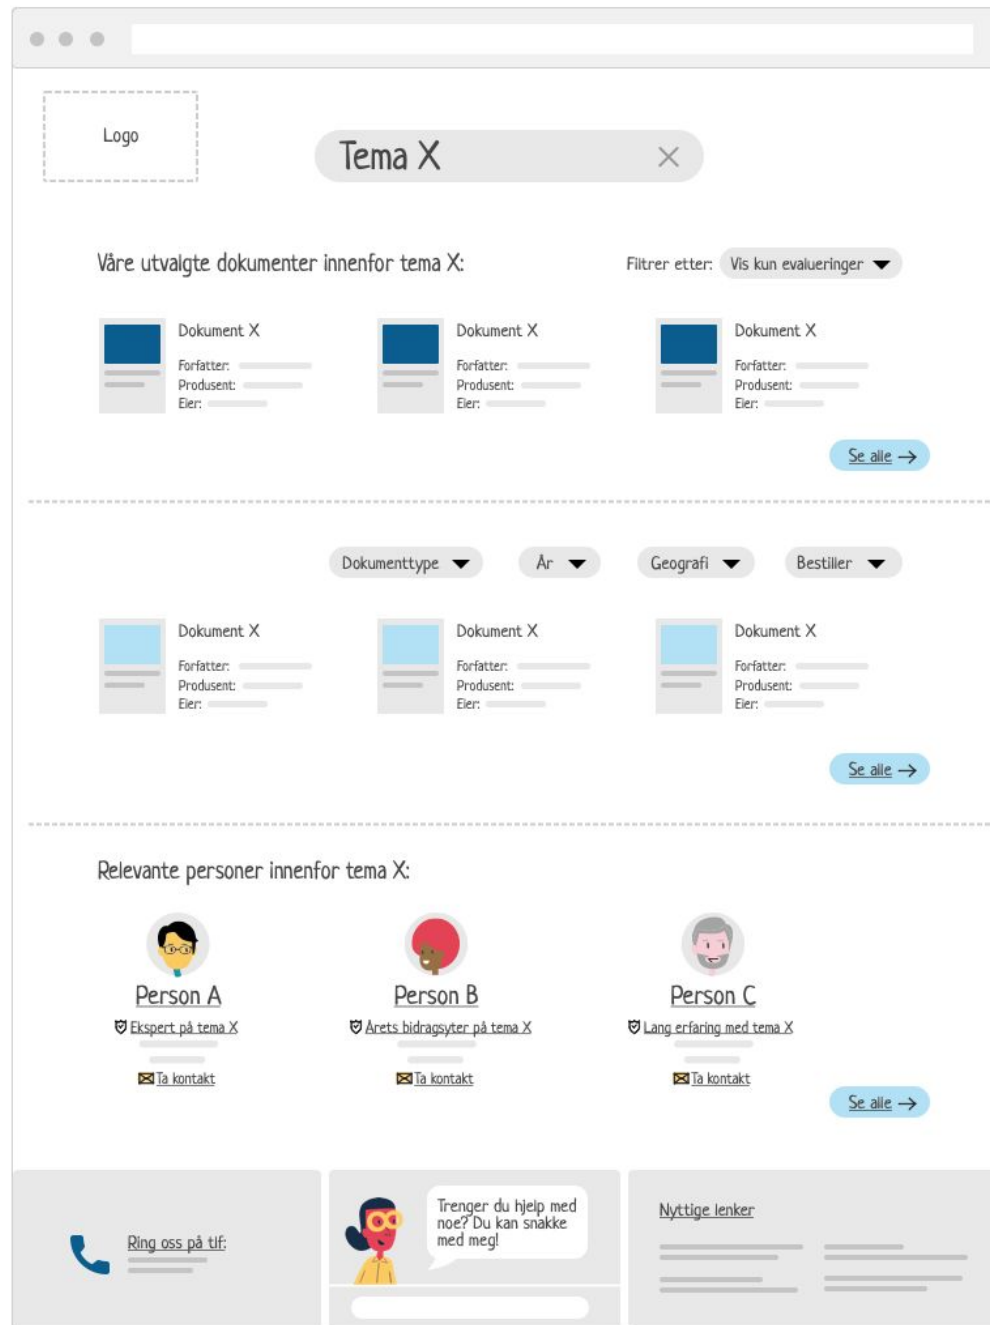 Logo
Tema X
Våre utvalgte dokumenter innenfor tema X:
Filtrer etter: Vis kun evalueringer
Dokument X
Forfatter:
Produsent:
Eier:
Dokument X
Forfatter:
Produsent:
Eier:
Dokument X
Forfatter:
Produsent:
Eier:
Se alle →
Dokumenttype
År
Geografi
Bestiller
Dokument X
Forfatter:
Produsent:
Eier:
Dokument X
Forfatter:
Produsent:
Eier:
Dokument X
Forfatter:
Produsent:
Eier:
Se alle →
Relevante personer innenfor tema X:
Person A
Ekspert på tema X
Ta kontakt
Person B
Årets bidragsyter på tema X
Ta kontakt
Person C
Lang erfaring med tema X
Ta kontakt
Se alle →
Ring oss på tlf:
Trenger du hjelp med
noe? Du kan snakke
med meg!
Nyttige lenker